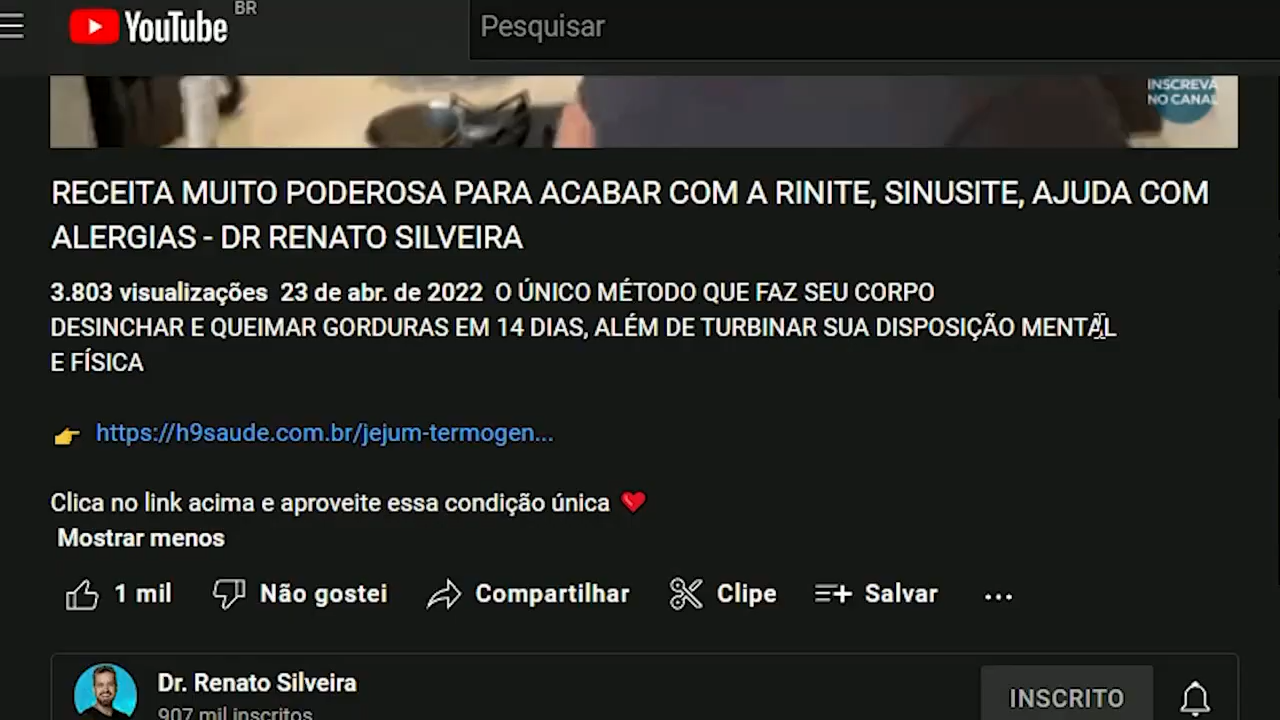 YouTube BR
Pesquisar
INSCREVA
NO CANAL
RECEITA MUITO PODEROSA PARA ACABAR COM A RINITE, SINUSITE, AJUDA COM
ALERGIAS - DR RENATO SILVEIRA
3.803 visualizações 23 de abr. de 2022 O ÚNICO MÉTODO QUE FAZ SEU CORPO
DESINCHAR E QUEIMAR GORDURAS EM 14 DIAS, ALÉM DE TURBINAR SUA DISPOSIÇÃO MENTAL
E FÍSICA
👉 https://h9saude.com.br/jejum-termogen...
Clica no link acima e aproveite essa condição única ❤️
Mostrar menos
1 mil Não gostei Compartilhar Clipe Salvar ...
Dr. Renato Silveira
907 mil inscritos
INSCRITO